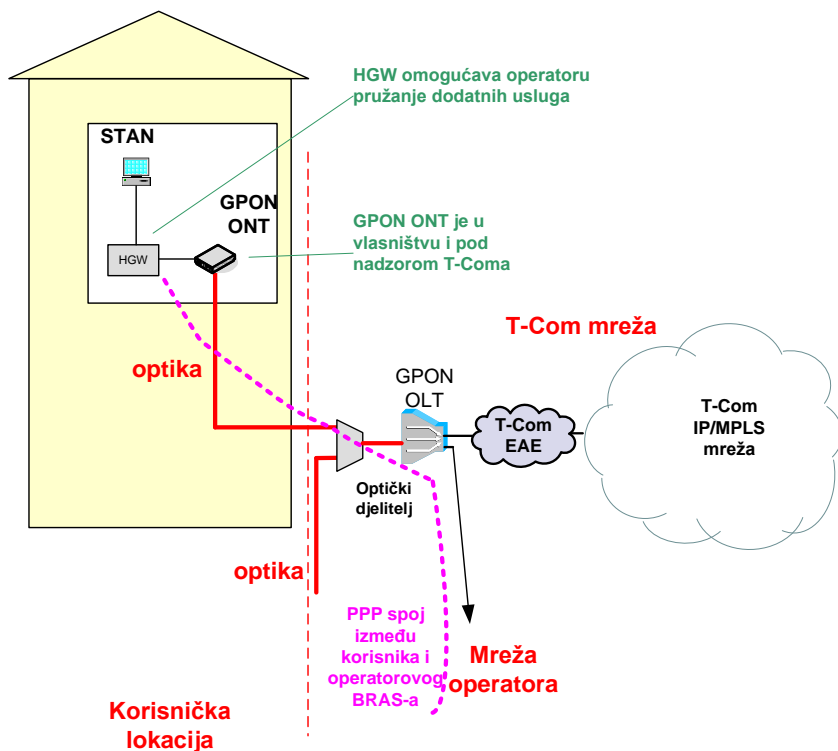 HGW omogućava operatoru
pružanje dodatnih usluga
STAN
GPON
ONT
HGW
GPON ONT je u
vlasništvu i pod
nadzorom T-Coma
T-Com mreža
optika
GPON
OLT
T-Com
EAE
T-Com
IP/MPLS
mreža
Optički
djelitelj
optika
PPP spoj
između
korisnika i
operatorovog
BRAS-a
Mreža
operatora
Korisnička
lokacija